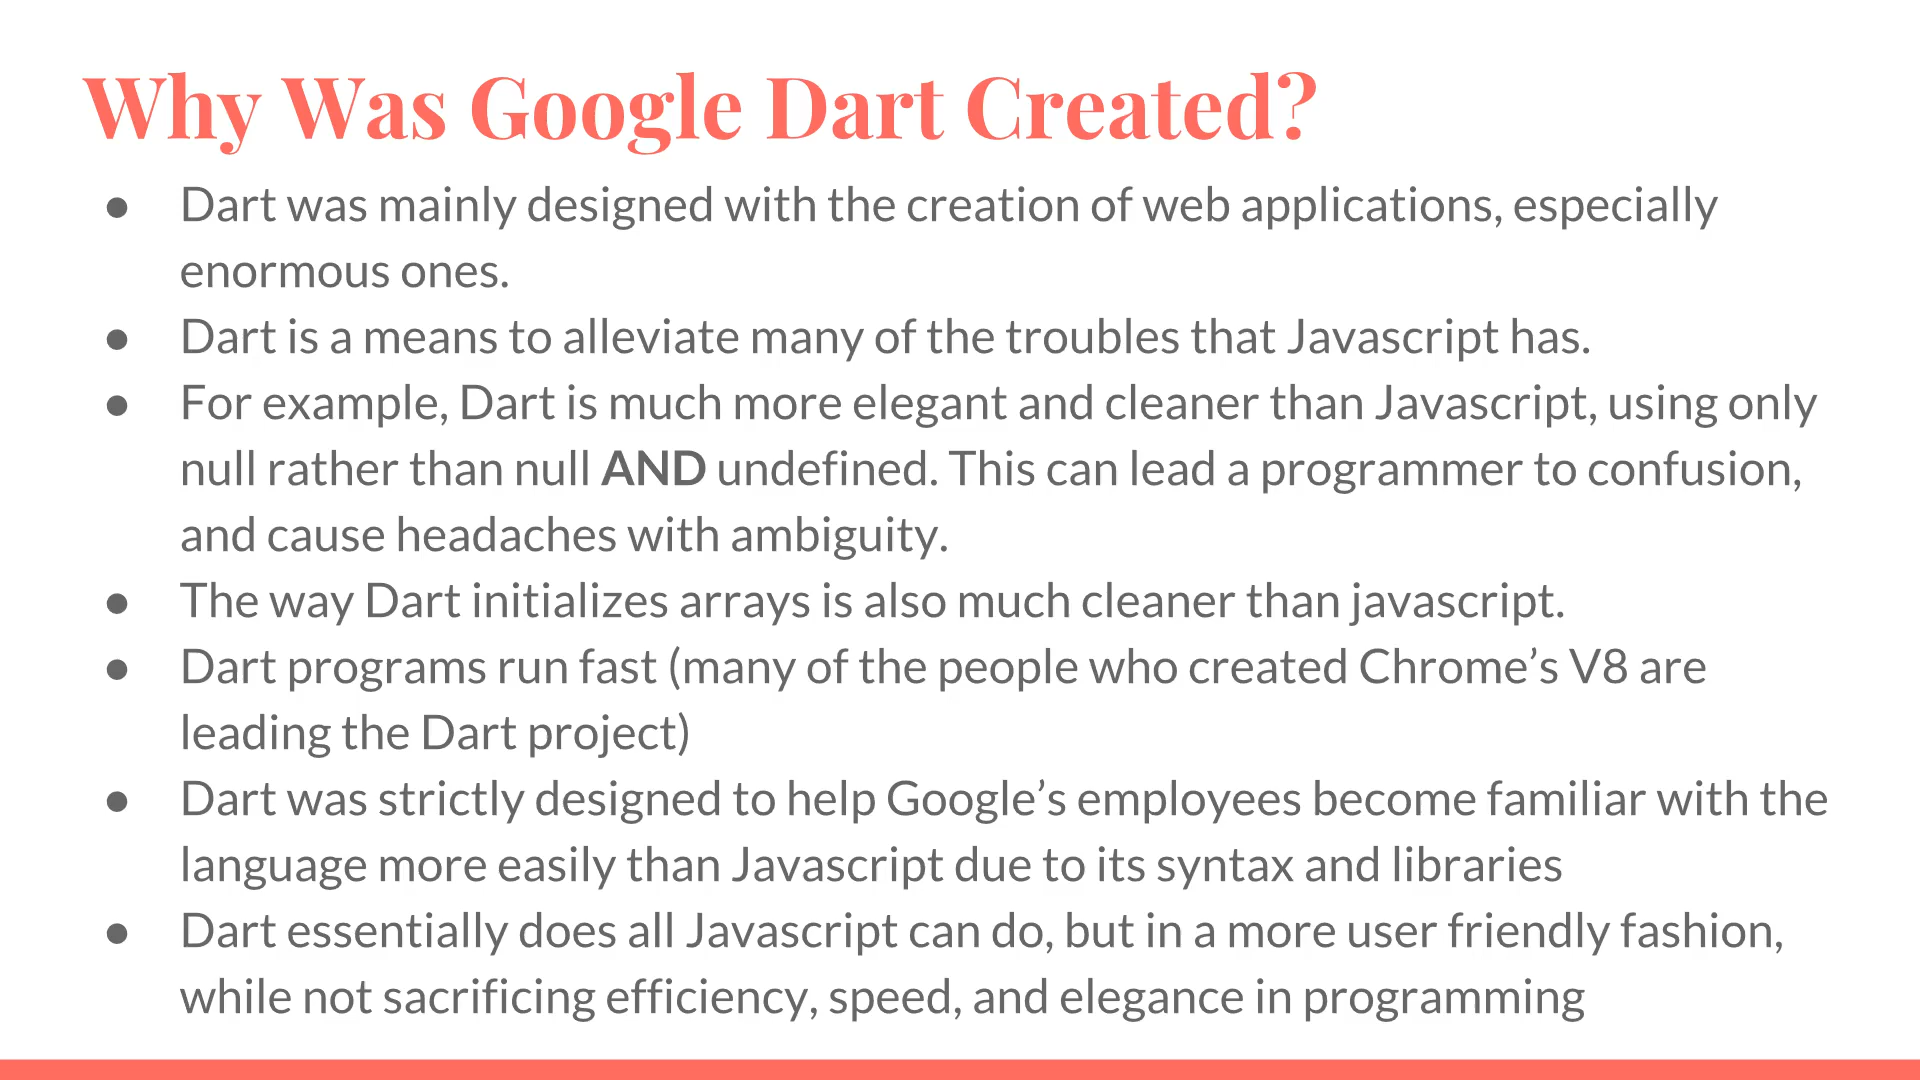 Why Was Google Dart Created?
● Dart was mainly designed with the creation of web applications, especially
enormous ones.
● Dart is a means to alleviate many of the troubles that Javascript has.
● For example, Dart is much more elegant and cleaner than Javascript, using only
null rather than null AND undefined. This can lead a programmer to confusion,
and cause headaches with ambiguity.
● The way Dart initializes arrays is also much cleaner than javascript.
● Dart programs run fast (many of the people who created Chrome’s V8 are
leading the Dart project)
● Dart was strictly designed to help Google’s employees become familiar with the
language more easily than Javascript due to its syntax and libraries
● Dart essentially does all Javascript can do, but in a more user friendly fashion,
while not sacrificing efficiency, speed, and elegance in programming